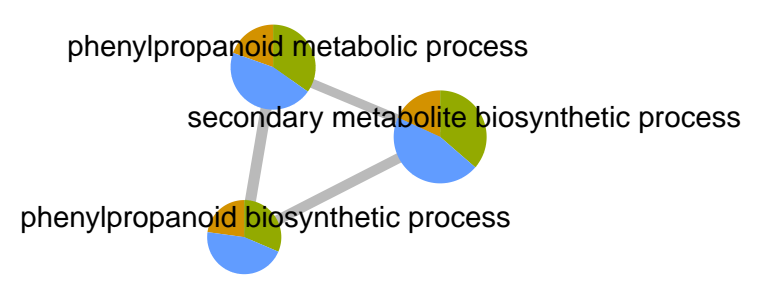 phenylpropanoid metabolic process
secondary metabolite biosynthetic process
phenylpropanoid biosynthetic process